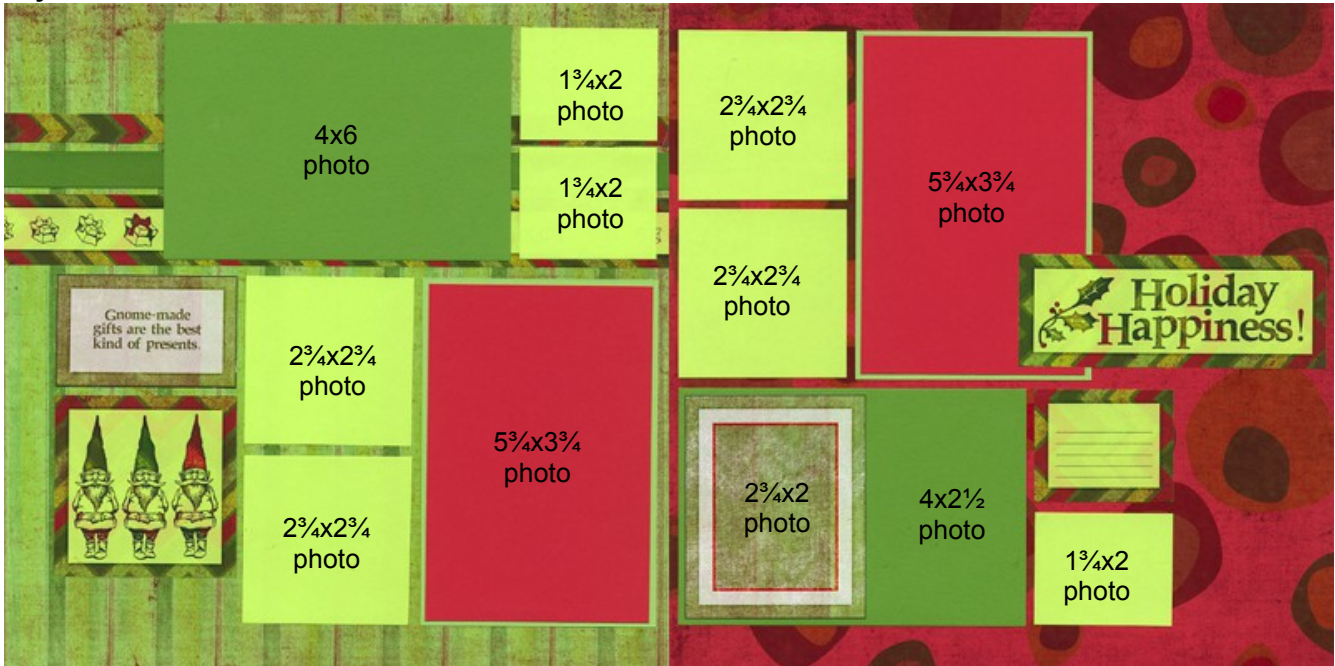 4x6
photo
1¾x2
photo
1¾x2
photo
Gnome-made
gifts are the best
kind of presents.
2¾x2¾
photo
2¾x2¾
photo
5¾x3¾
photo
2¾x2¾
photo
2¾x2¾
photo
5¾x3¾
photo
Holiday
Happiness!
2¾x2
photo
4x2½
photo
1¾x2
photo